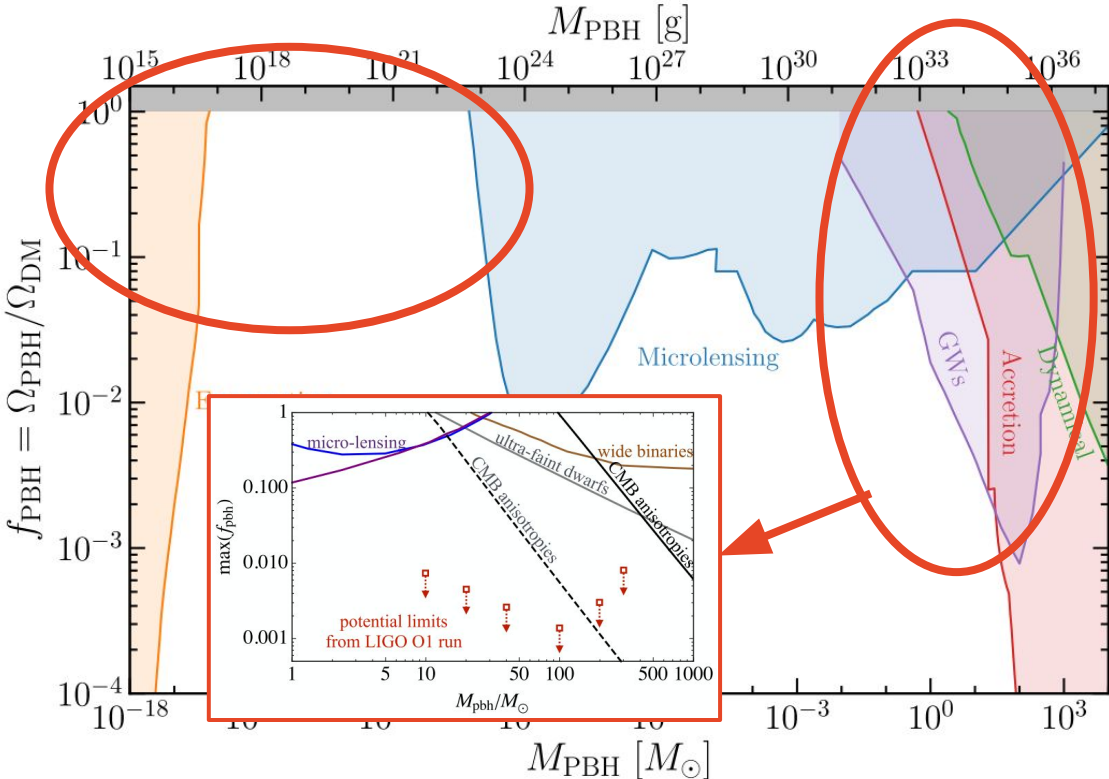 M_PBH [g]
10^15 10^18 10^21 10^24 10^27 10^30 10^33 10^36
f_PBH = Ω_PBH/Ω_DM
10^0
10^-1
10^-2
10^-3
10^-4
Microlensing
GWs
Accretion
Dynamical
max(f_pbh)
1
0.100
0.010
0.001
micro-lensing
ultra-faint dwarfs
wide binaries
CMB anisotropies
CMB anisotropies
potential limits
from LIGO O1 run
1 5 10 50 100 500 1000
M_pbh/M_⊙
10^-18 10^-3 10^0 10^3
M_PBH [M_⊙]